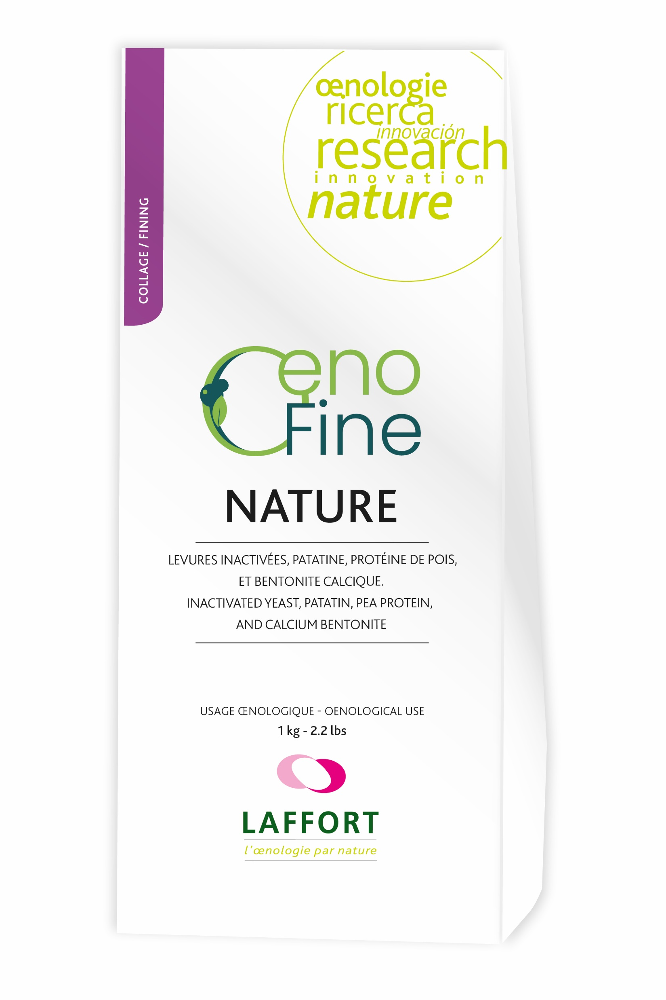 œnologie
ricerca
innovación
research
innovation
nature
COLLAGE / FINING
Œno
Fine
NATURE
LEVURES INACTIVÉES, PATATINE, PROTÉINE DE POIS,
ET BENTONITE CALCIQUE.
INACTIVATED YEAST, PATATIN, PEA PROTEIN,
AND CALCIUM BENTONITE
USAGE ŒNOLOGIQUE - OENOLOGICAL USE
1 kg - 2.2 lbs
LAFFORT
l'œnologie par nature